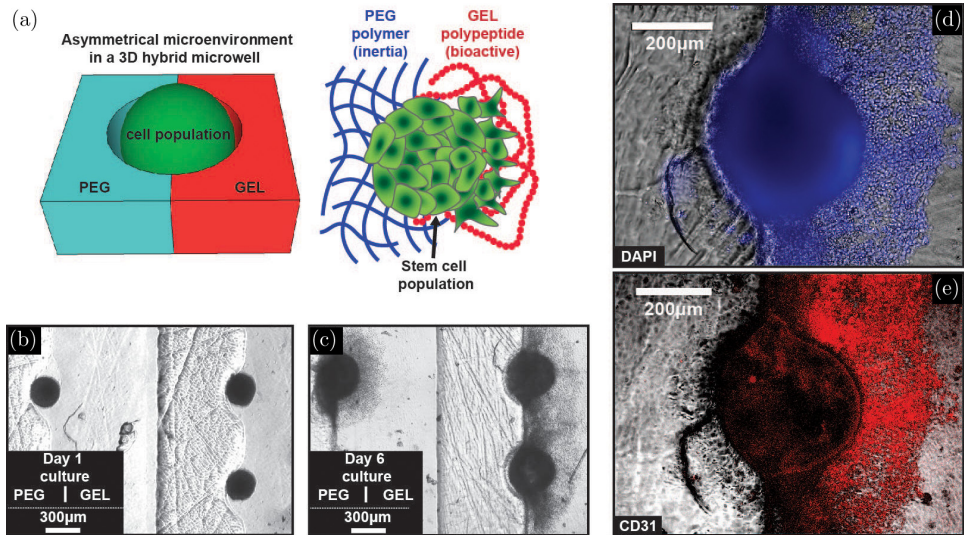 (a)
Asymmetrical microenvironment
in a 3D hybrid microwell
cell population
PEG
GEL
PEG
polymer
(inertia)
GEL
polypeptide
(bioactive)
Stem cell
population
(b)
Day 1
culture
PEG | GEL
300μm
(c)
Day 6
culture
PEG | GEL
300μm
(d)
200μm
DAPI
(e)
200μm
CD31